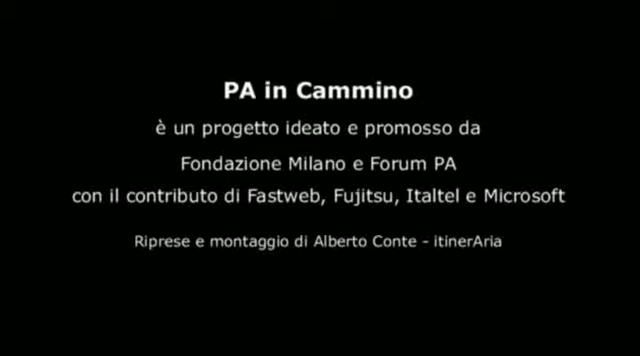 PA in Cammino
è un progetto ideato e promosso da
Fondazione Milano e Forum PA
con il contributo di Fastweb, Fujitsu, Italtel e Microsoft
Riprese e montaggio di Alberto Conte - itinerAria